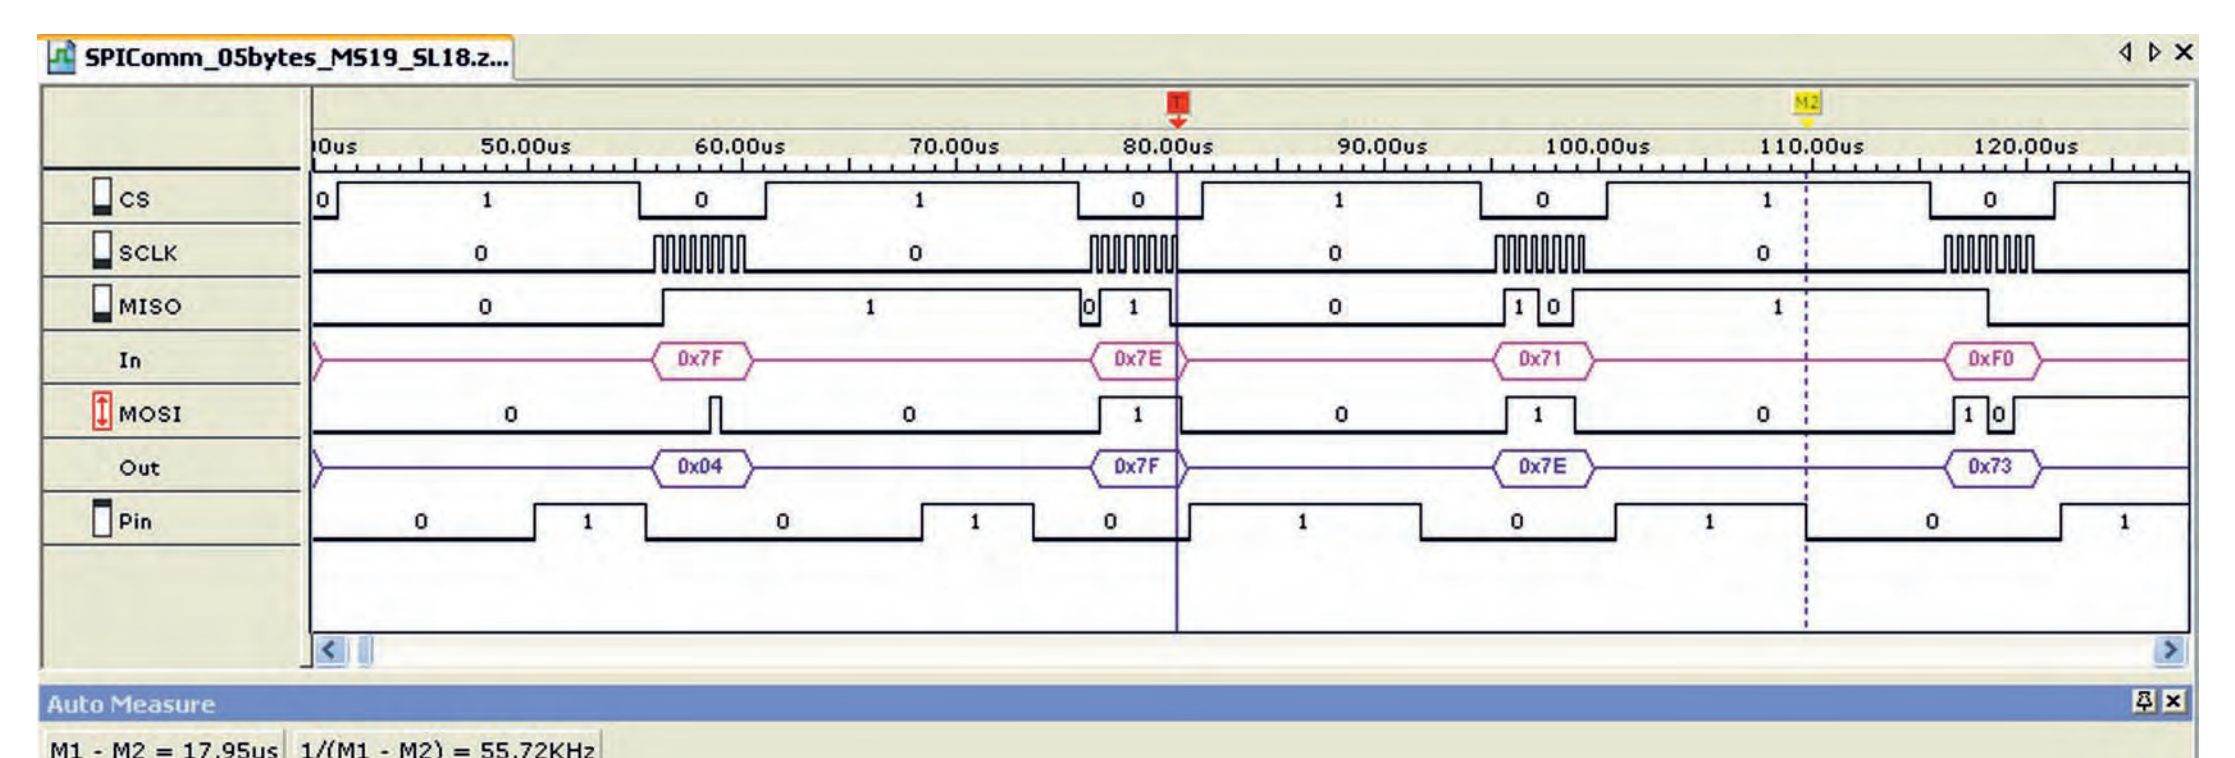 SPIComm_05bytes_MS19_SL18.z...
T M2
00us 50.00us 60.00us 70.00us 80.00us 90.00us 100.00us 110.00us 120.00us
CS 0 1 0 1 0 1 0 1 0
SCLK 0 0 0 0
MISO 0 1 0 1 0 1 0 1
In 0x7F 0x7E 0x71 0xF0
MOSI 0 0 1 0 1 0 1 0
Out 0x04 0x7F 0x7E 0x73
Pin 0 1 0 1 0 1 0 1 0 1
Auto Measure
M1 - M2 = 17.95us 1/(M1 - M2) = 55.72KHz